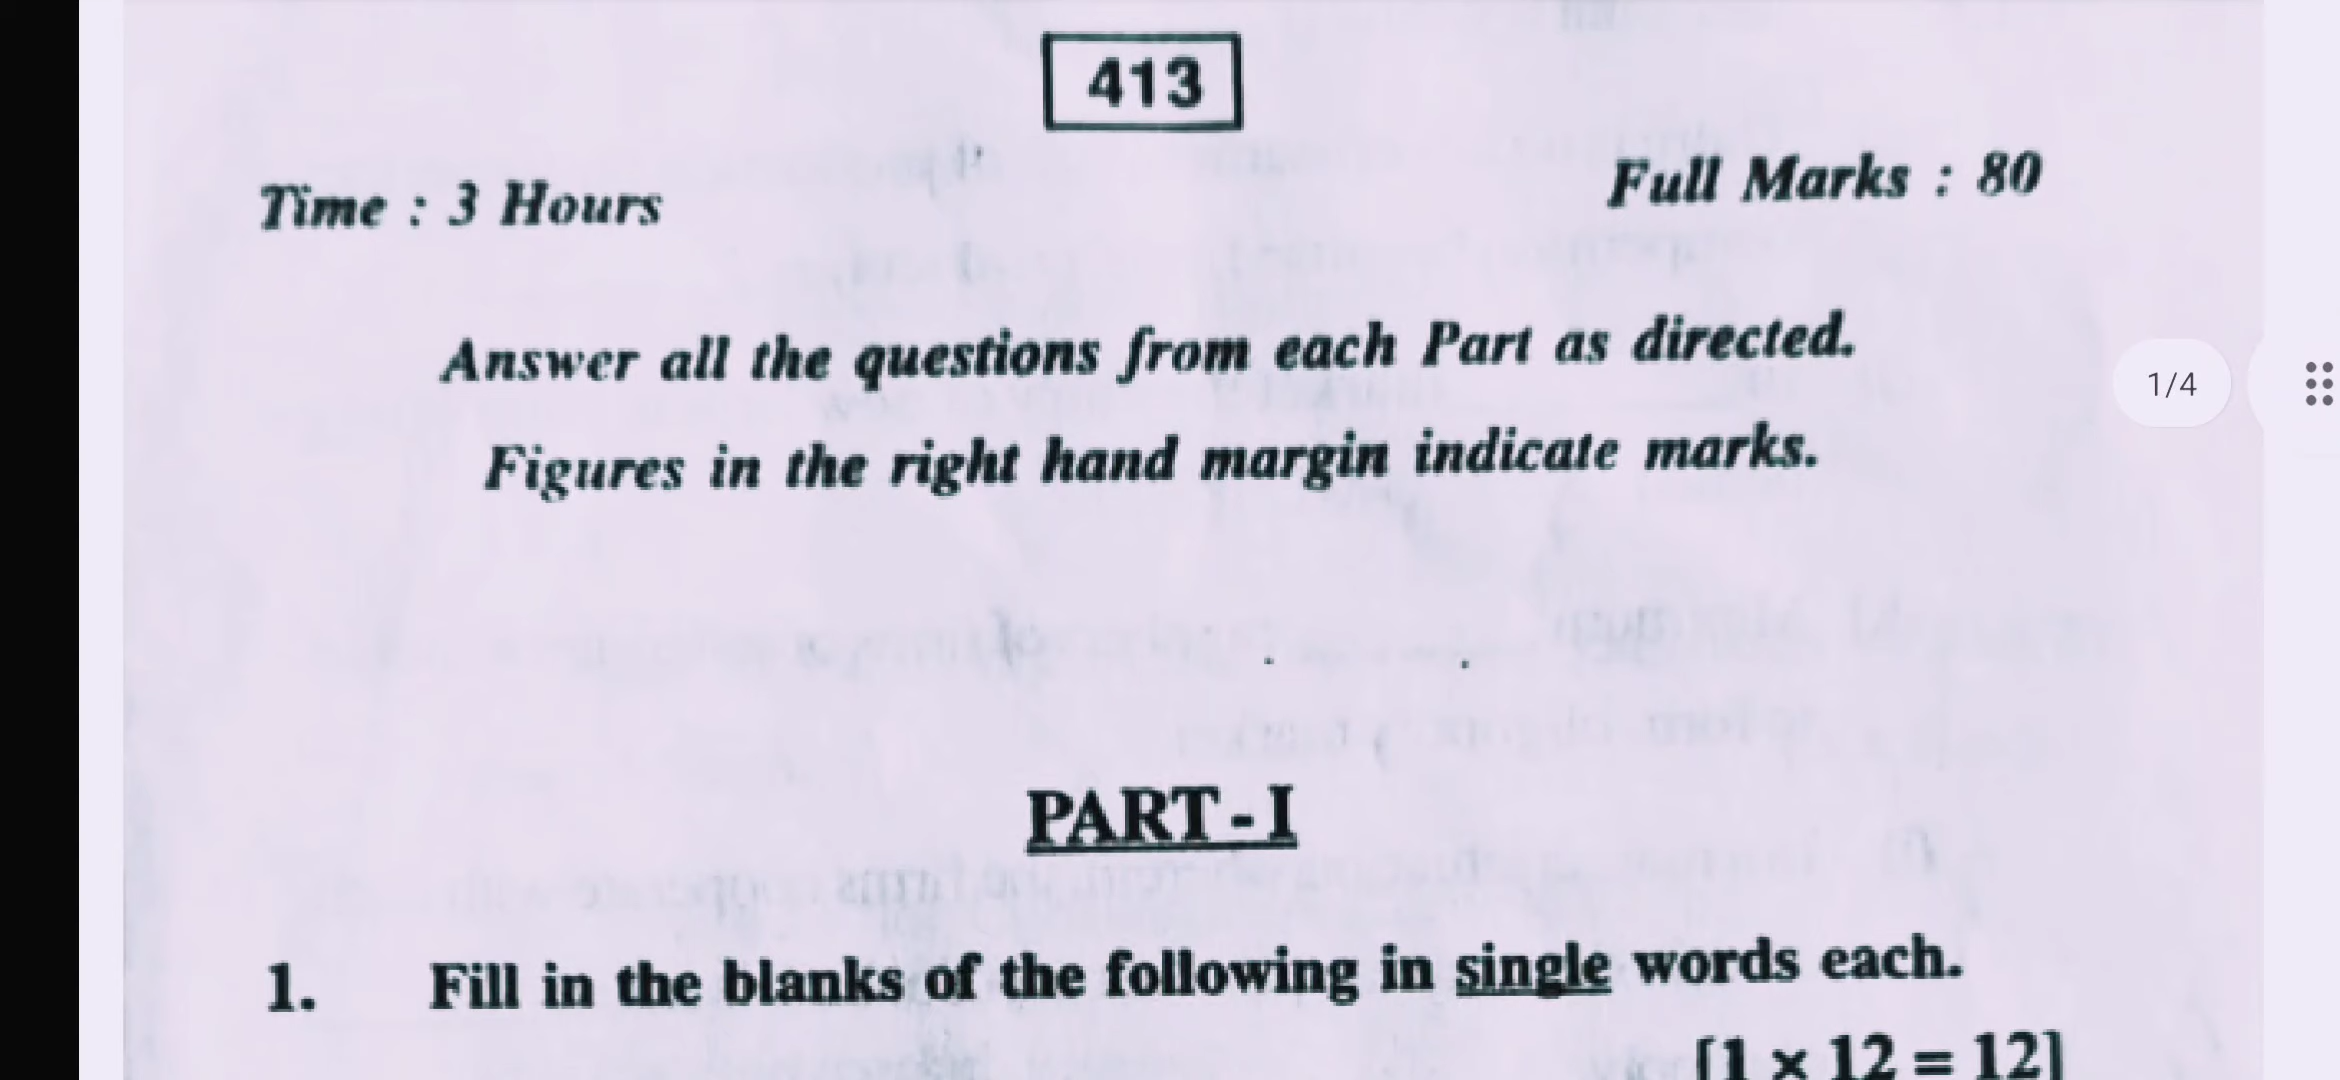 413
Time : 3 Hours
Full Marks : 80
Answer all the questions from each Part as directed.
Figures in the right hand margin indicate marks.
1/4
PART - I
1. Fill in the blanks of the following in single words each.
[1 × 12 = 12]